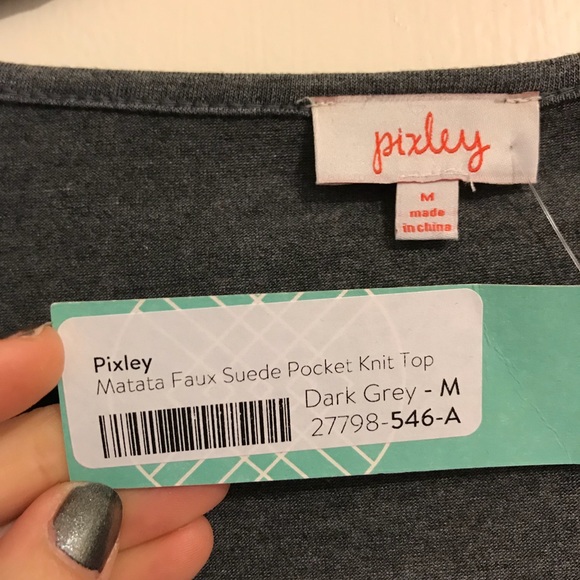 pixley
M
made
in china
Pixley
Matata Faux Suede Pocket Knit Top
Dark Grey - M
27798-546-A